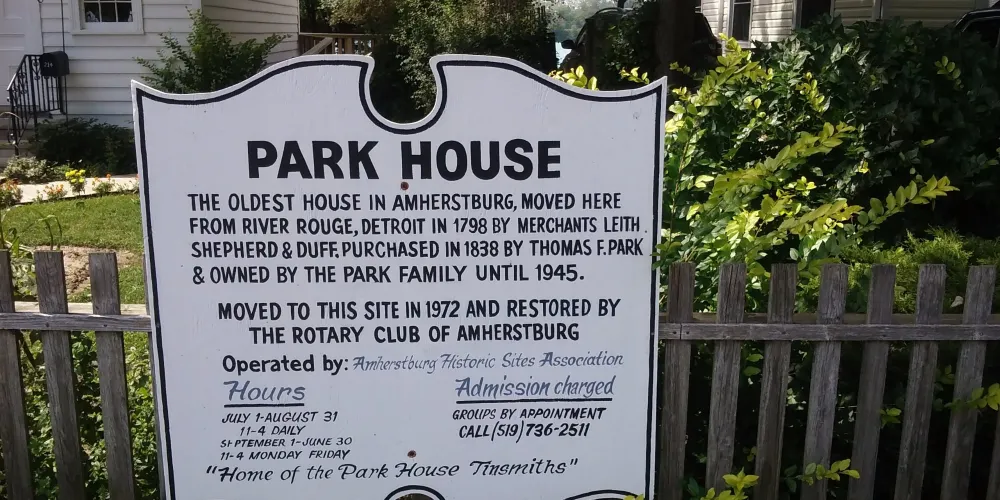 PARK HOUSE
THE OLDEST HOUSE IN AMHERSTBURG, MOVED HERE
FROM RIVER ROUGE, DETROIT IN 1798 BY MERCHANTS LEITH
SHEPHERD & DUFF. PURCHASED IN 1838 BY THOMAS F. PARK
& OWNED BY THE PARK FAMILY UNTIL 1945.
MOVED TO THIS SITE IN 1972 AND RESTORED BY
THE ROTARY CLUB OF AMHERSTBURG
Operated by: Amherstburg Historic Sites Association
Hours
JULY 1-AUGUST 31
11-4 DAILY
SEPTEMBER 1-JUNE 30
11-4 MONDAY FRIDAY
Admission charged
GROUPS BY APPOINTMENT
CALL (519) 736-2511
"Home of the Park House Tinsmiths"